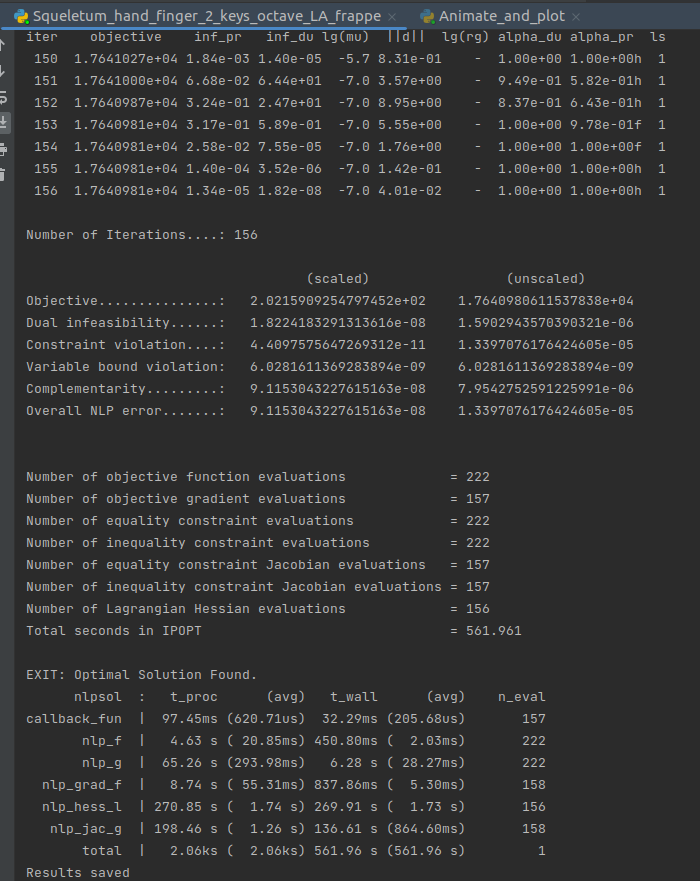 Squeletum_hand_finger_2_keys_octave_LA_frappe × Animate_and_plot ×
iter objective inf_pr inf_du lg(mu) ||d|| lg(rg) alpha_du alpha_pr ls
150 1.7641027e+04 1.84e-03 1.40e-05 -5.7 8.31e-01 - 1.00e+00 1.00e+00h 1
151 1.7641000e+04 6.68e-02 6.44e+01 -7.0 3.57e+00 - 9.49e-01 5.82e-01h 1
152 1.7640987e+04 3.24e-01 2.47e+01 -7.0 8.95e+00 - 8.37e-01 6.43e-01h 1
153 1.7640981e+04 3.17e-01 5.89e-01 -7.0 5.55e+00 - 1.00e+00 9.78e-01f 1
154 1.7640981e+04 2.58e-02 7.55e-05 -7.0 1.76e+00 - 1.00e+00 1.00e+00f 1
155 1.7640981e+04 1.40e-04 3.52e-06 -7.0 1.42e-01 - 1.00e+00 1.00e+00h 1
156 1.7640981e+04 1.34e-05 1.82e-08 -7.0 4.01e-02 - 1.00e+00 1.00e+00h 1
Number of Iterations....: 156
(scaled) (unscaled)
Objective...............: 2.0215909254797452e+02 1.7640980611537838e+04
Dual infeasibility......: 1.8224183291313616e-08 1.5902943570390321e-06
Constraint violation....: 4.4097575647269312e-11 1.3397076176424605e-05
Variable bound violation: 6.0281611369283894e-09 6.0281611369283894e-09
Complementarity.........: 9.1153043227615163e-08 7.9542752591225991e-06
Overall NLP error.......: 9.1153043227615163e-08 1.3397076176424605e-05
Number of objective function evaluations = 222
Number of objective gradient evaluations = 157
Number of equality constraint evaluations = 222
Number of inequality constraint evaluations = 222
Number of equality constraint Jacobian evaluations = 157
Number of inequality constraint Jacobian evaluations = 157
Number of Lagrangian Hessian evaluations = 156
Total seconds in IPOPT = 561.961
EXIT: Optimal Solution Found.
nlpsol : t_proc (avg) t_wall (avg) n_eval
callback_fun | 97.45ms (620.71us) 32.29ms (205.68us) 157
nlp_f | 4.63 s ( 20.85ms) 450.80ms ( 2.03ms) 222
nlp_g | 65.26 s (293.98ms) 6.28 s ( 28.27ms) 222
nlp_grad_f | 8.74 s ( 55.31ms) 837.86ms ( 5.30ms) 158
nlp_hess_l | 270.85 s ( 1.74 s) 269.91 s ( 1.73 s) 156
nlp_jac_g | 198.46 s ( 1.26 s) 136.61 s (864.60ms) 158
total | 2.06ks ( 2.06ks) 561.96 s (561.96 s) 1
Results saved